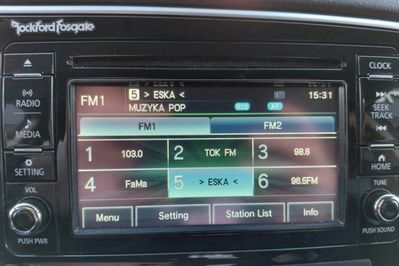 Rockford Fosgate
CLOCK
RADIO
MEDIA
SETTING
VOL
PUSH PWR
FM1 5 > ESKA < 15:31
MUZYKA POP RDS AF
FM1 FM2
1 103.0 2 TOK FM 3 98.8
4 FaMa 5 > ESKA < 6 96.5FM
Menu Setting Station List Info
SEEK
TRACK
HOME
TUNE
PUSH SOUND